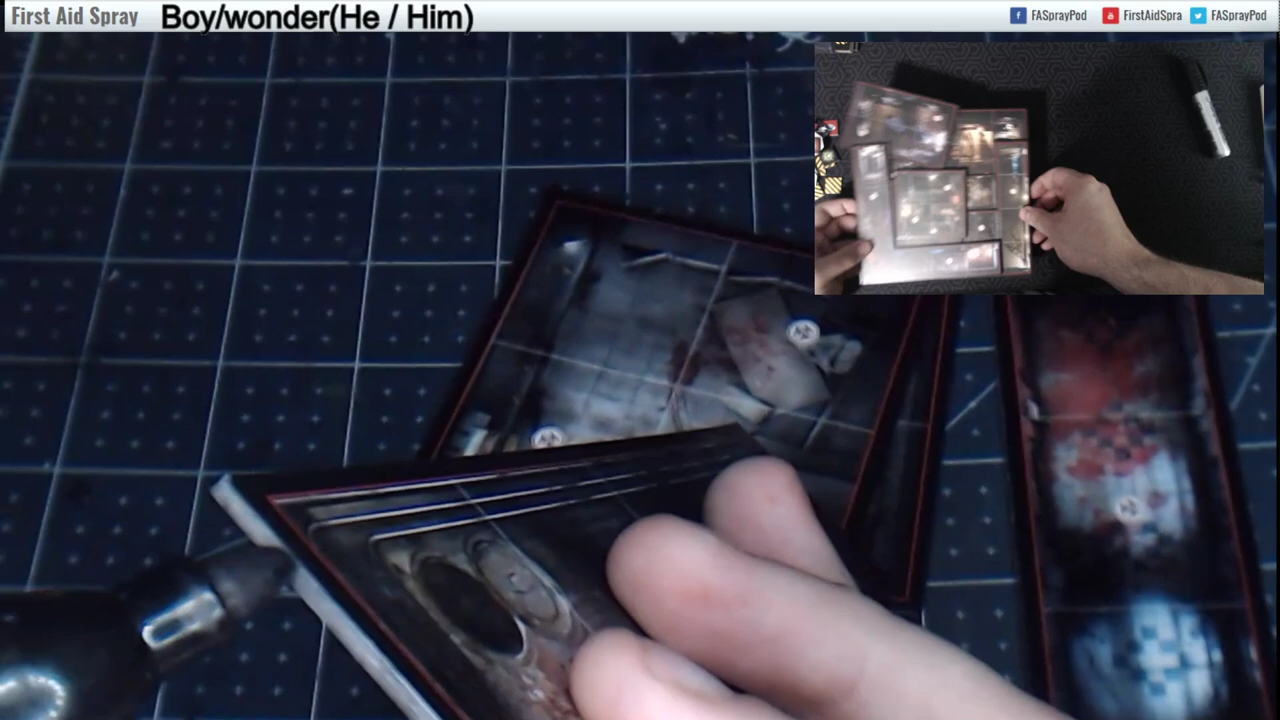 First Aid Spray
Boy/wonder(He / Him)
FASprayPod
FirstAidSpra
FASprayPod